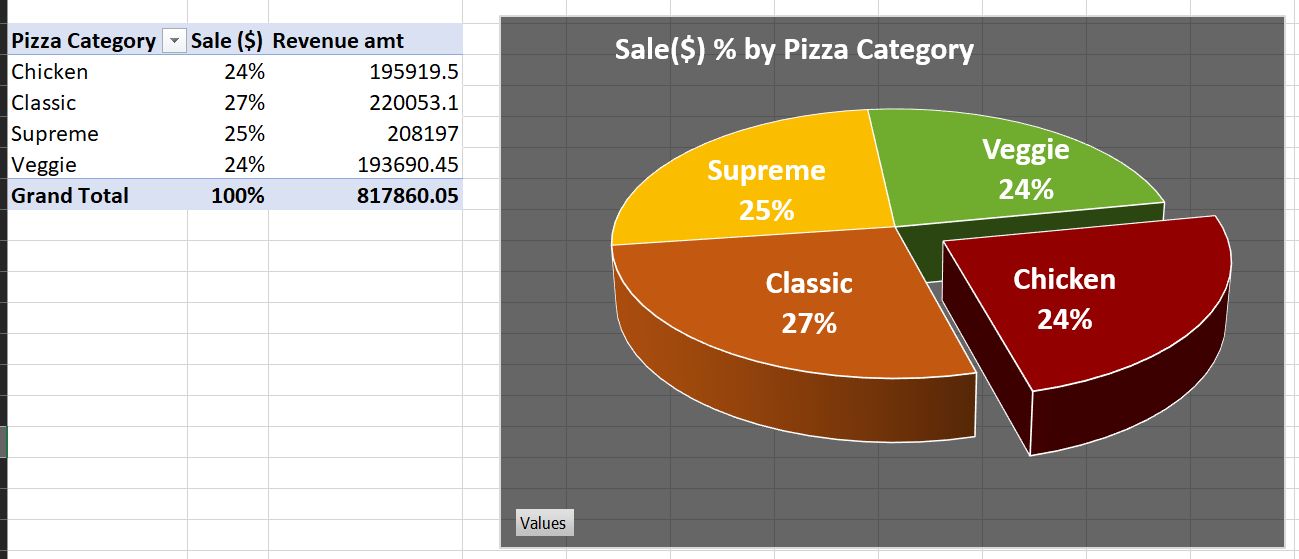 Pizza Category Sale ($) Revenue amt
Chicken 24% 195919.5
Classic 27% 220053.1
Supreme 25% 208197
Veggie 24% 193690.45
Grand Total 100% 817860.05
Sale($) % by Pizza Category
Veggie
24%
Supreme
25%
Chicken
24%
Classic
27%
Values